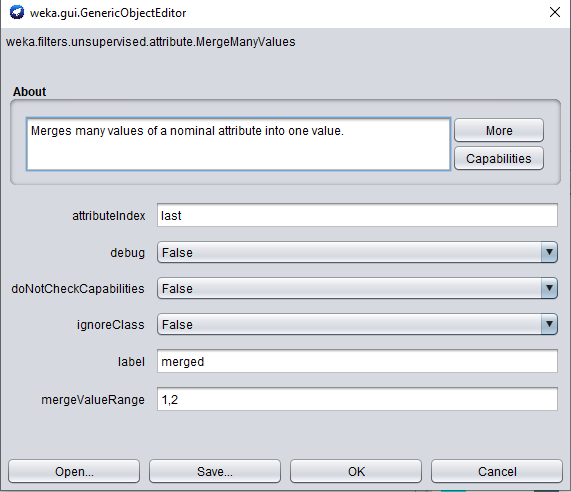 weka.gui.GenericObjectEditor
weka.filters.unsupervised.attribute.MergeManyValues
About
Merges many values of a nominal attribute into one value.
More
Capabilities
attributeIndex last
debug False
doNotCheckCapabilities False
ignoreClass False
label merged
mergeValueRange 1,2
Open... Save... OK Cancel